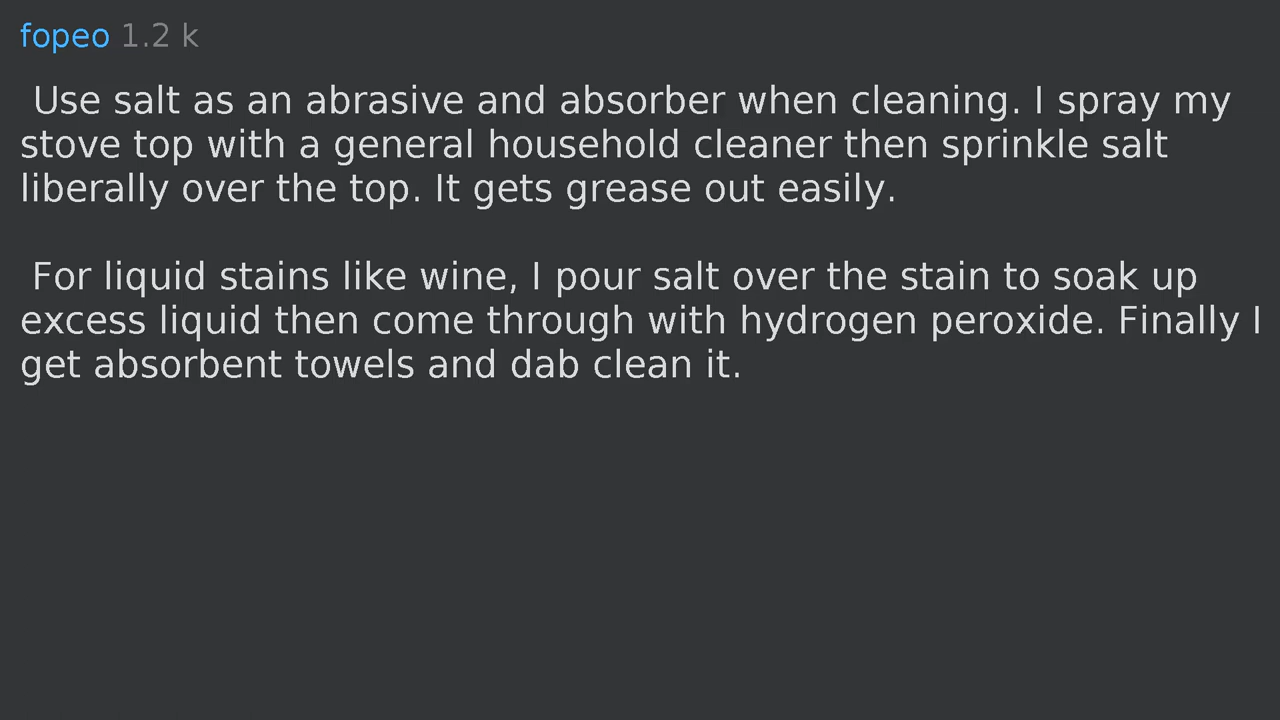 fopeo 1.2 k
Use salt as an abrasive and absorber when cleaning. I spray my
stove top with a general household cleaner then sprinkle salt
liberally over the top. It gets grease out easily.
For liquid stains like wine, I pour salt over the stain to soak up
excess liquid then come through with hydrogen peroxide. Finally I
get absorbent towels and dab clean it.